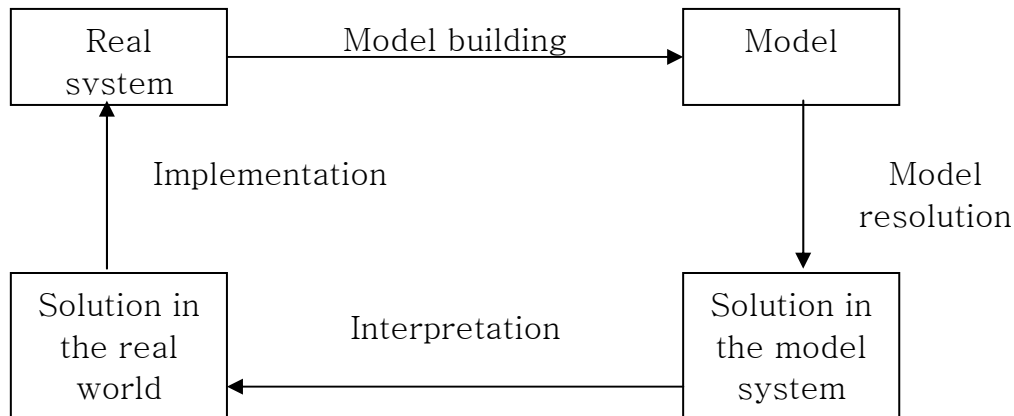 Real
system
Model building
Model
Implementation
Model
resolution
Solution in
the real
world
Interpretation
Solution in
the model
system